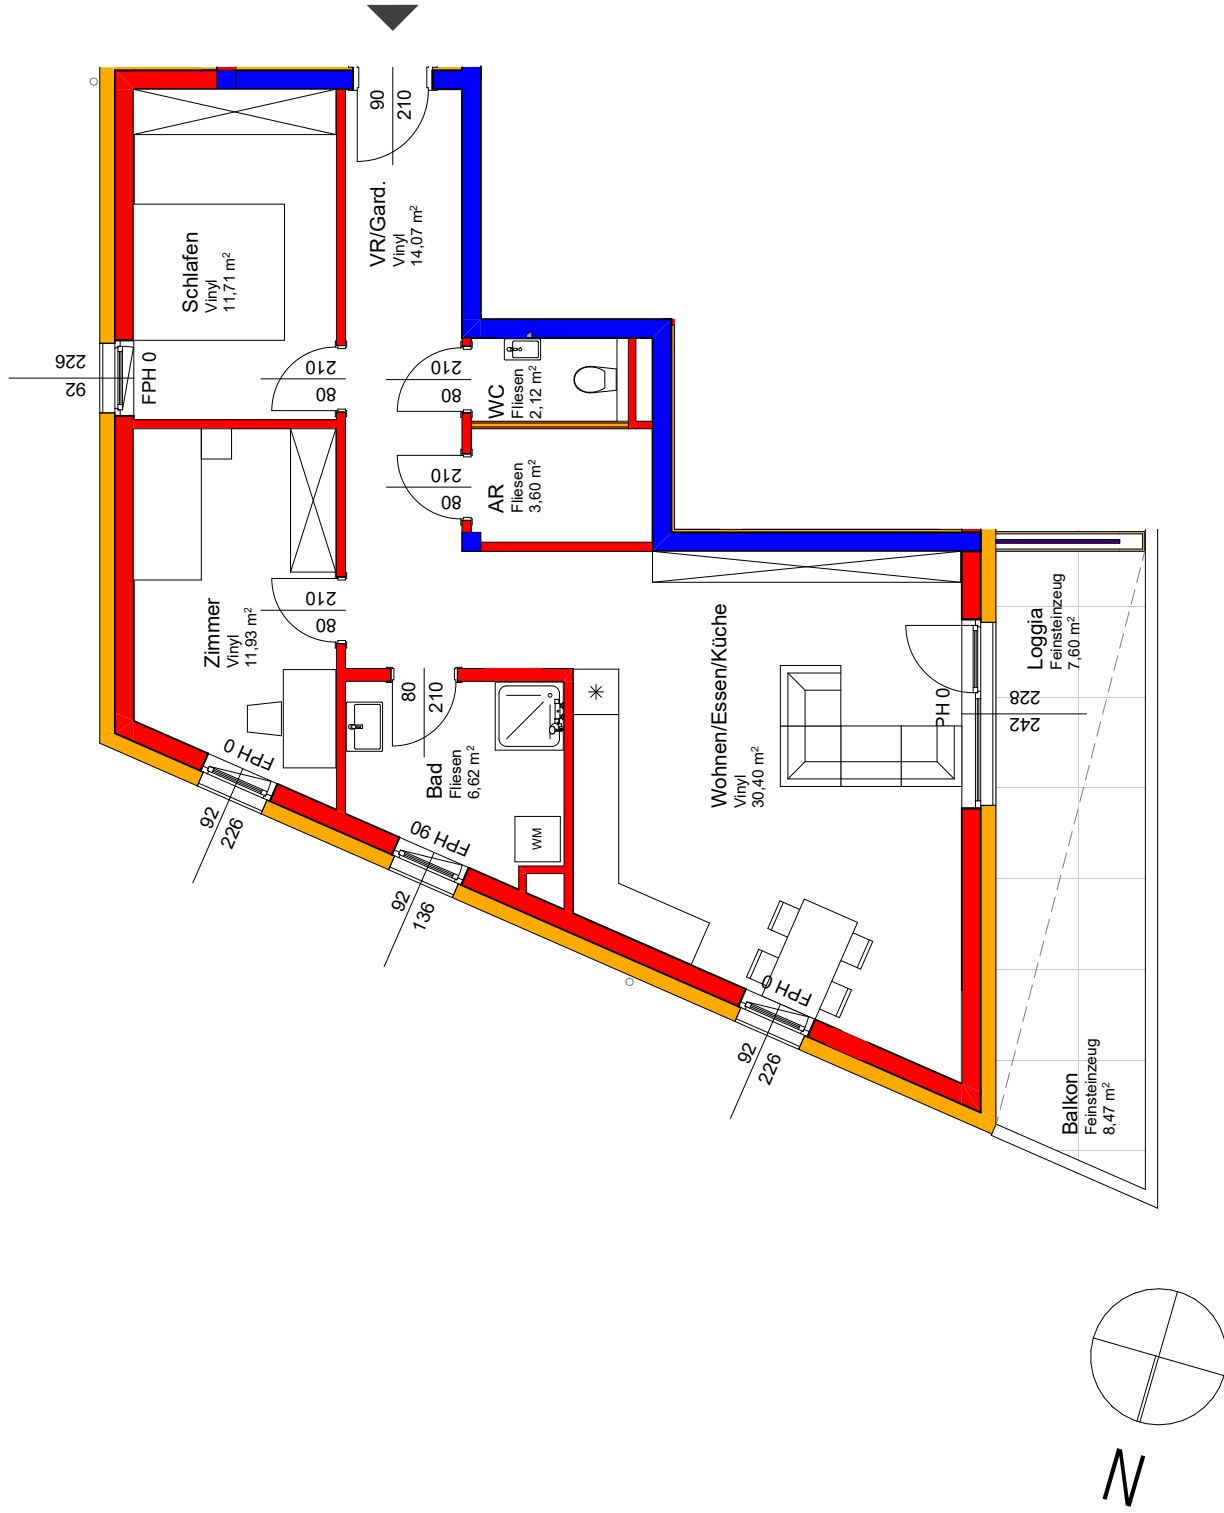 90
210
VR/Gard.
Vinyl
14,07 m²
Schlafen
Vinyl
11,71 m²
92
226
FPH 0
80
210
80
210
WC
Fliesen
2,12 m²
80
210
AR
Fliesen
3,60 m²
Zimmer
Vinyl
11,93 m²
80
210
FPH 0
92
226
80
210
Bad
Fliesen
6,62 m²
WM
FPH 90
92
136
Wohnen/Essen/Küche
Vinyl
30,40 m²
PH 0
242
228
FPH 0
92
226
Loggia
Feinsteinzeug
7,60 m²
Balkon
Feinsteinzeug
8,47 m²
N